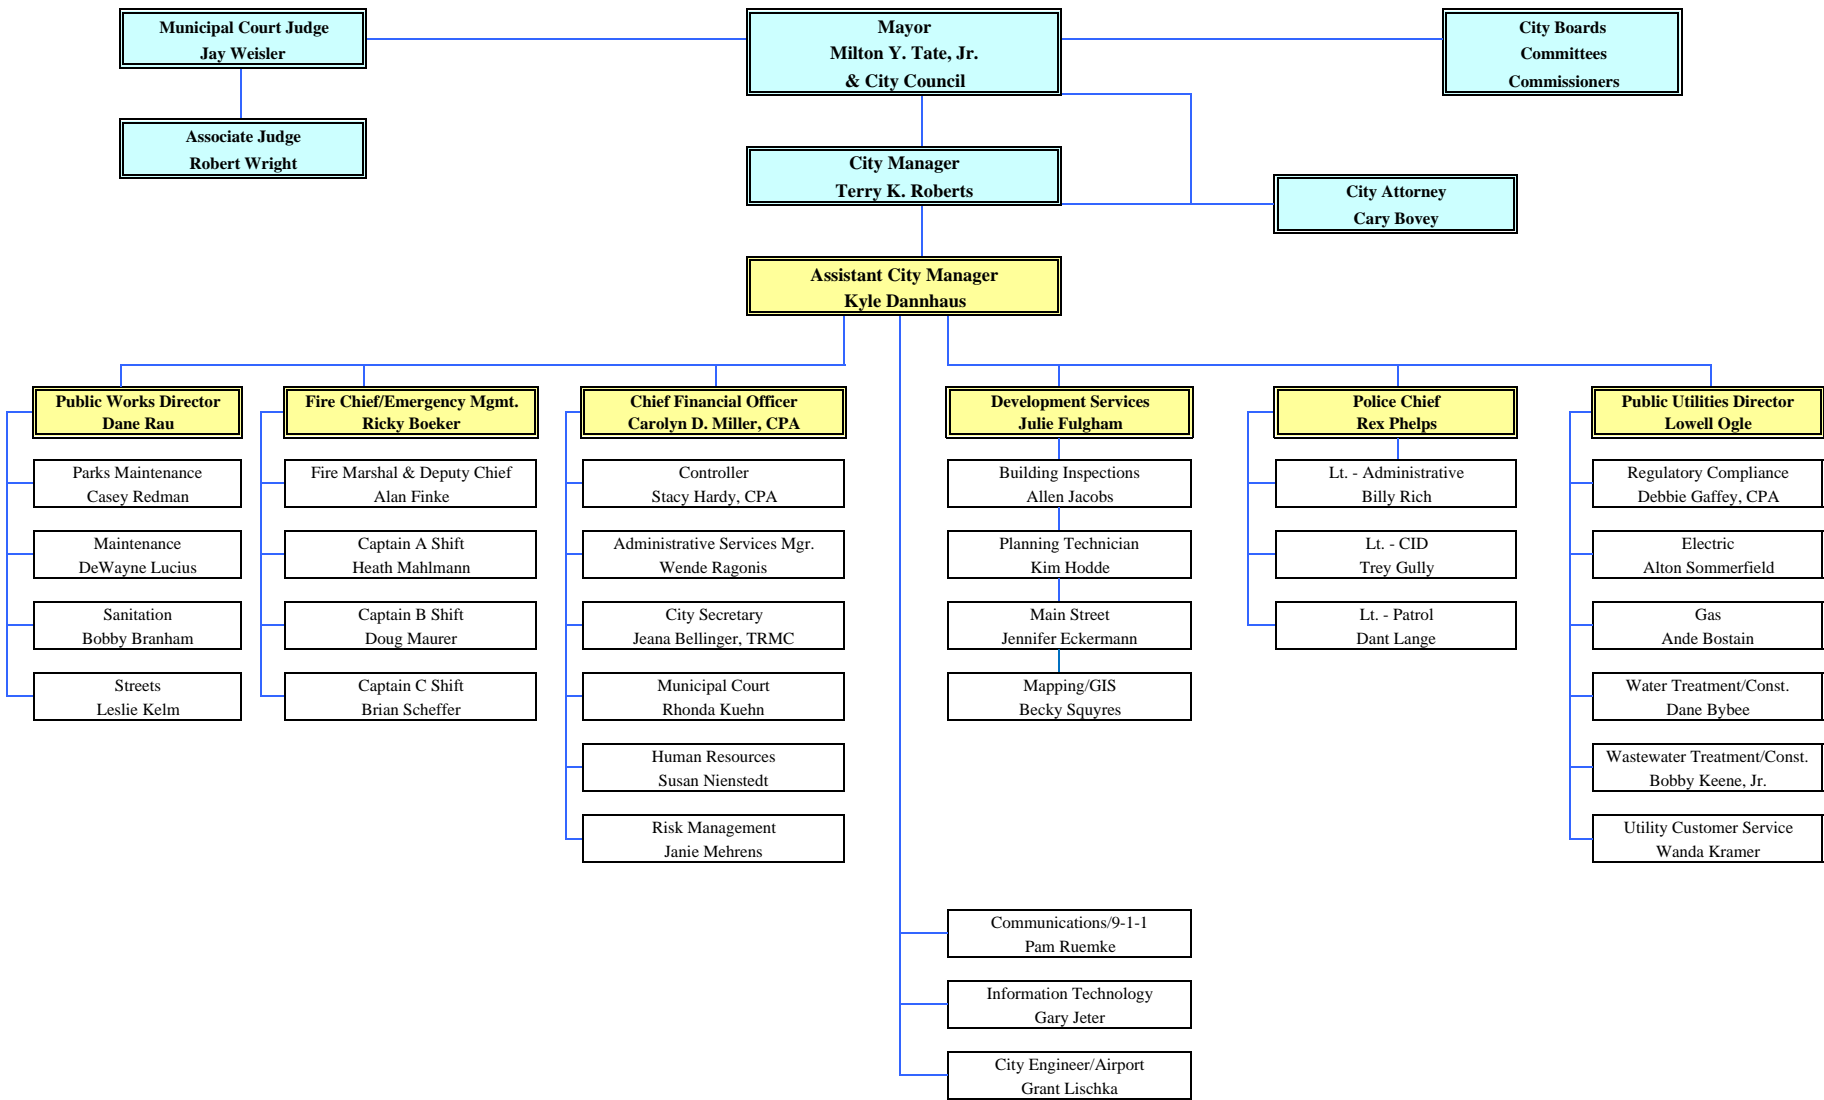 Municipal Court Judge
Jay Weisler
Mayor
Milton Y. Tate, Jr.
& City Council
City Boards
Committees
Commissioners
Associate Judge
Robert Wright
City Manager
Terry K. Roberts
City Attorney
Cary Bovey
Assistant City Manager
Kyle Dannhaus
Public Works Director
Dane Rau
Parks Maintenance
Casey Redman
Maintenance
DeWayne Lucius
Sanitation
Bobby Branham
Streets
Leslie Kelm
Fire Chief/Emergency Mgmt.
Ricky Boeker
Fire Marshal & Deputy Chief
Alan Finke
Captain A Shift
Heath Mahlmann
Captain B Shift
Doug Maurer
Captain C Shift
Brian Scheffer
Chief Financial Officer
Carolyn D. Miller, CPA
Controller
Stacy Hardy, CPA
Administrative Services Mgr.
Wende Ragonis
City Secretary
Jeana Bellinger, TRMC
Municipal Court
Rhonda Kuehn
Human Resources
Susan Nienstedt
Risk Management
Janie Mehrens
Development Services
Julie Fulgham
Building Inspections
Allen Jacobs
Planning Technician
Kim Hodde
Main Street
Jennifer Eckermann
Mapping/GIS
Becky Squyres
Police Chief
Rex Phelps
Lt. - Administrative
Billy Rich
Lt. - CID
Trey Gully
Lt. - Patrol
Dant Lange
Public Utilities Director
Lowell Ogle
Regulatory Compliance
Debbie Gaffey, CPA
Electric
Alton Sommerfield
Gas
Ande Bostain
Water Treatment/Const.
Dane Bybee
Wastewater Treatment/Const.
Bobby Keene, Jr.
Utility Customer Service
Wanda Kramer
Communications/9-1-1
Pam Ruemke
Information Technology
Gary Jeter
City Engineer/Airport
Grant Lischka